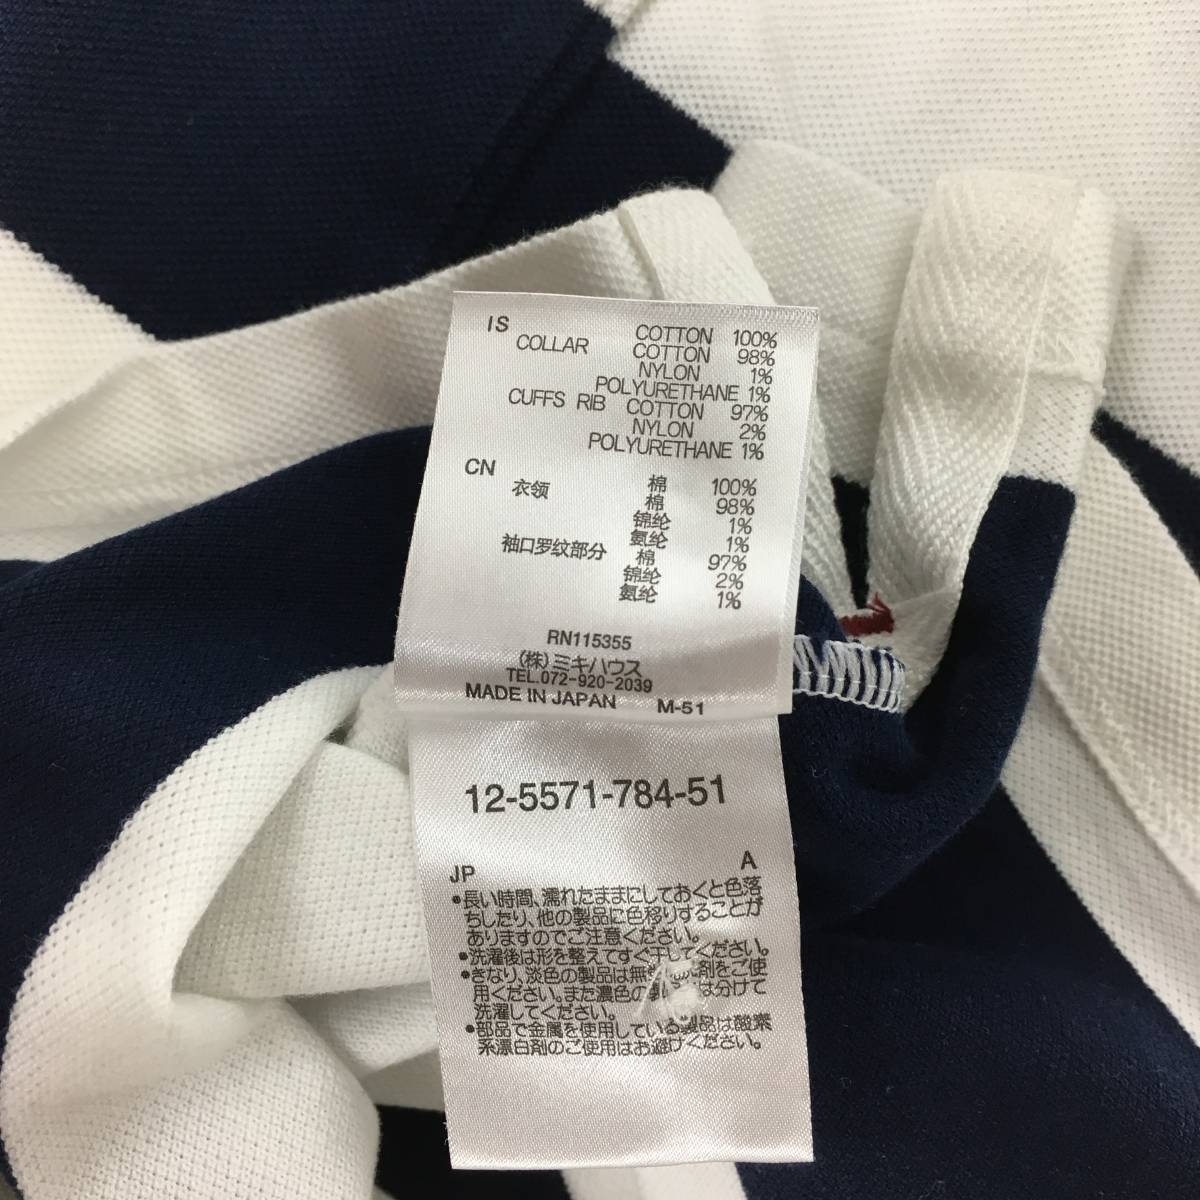 IS COTTON 100%
COLLAR COTTON 98%
NYLON 1%
POLYURETHANE 1%
CUFFS RIB COTTON 97%
NYLON 2%
POLYURETHANE 1%
CN
棉 100%
衣领 棉 98%
锦纶 1%
氨纶 1%
袖口罗纹部分 棉 97%
锦纶 2%
氨纶 1%
RN115355
(株)ミキハウス
TEL.072-920-2039
MADE IN JAPAN M-51
12-5571-784-51
JP A
•長い時間、濡れたままにしておくと色落
ちしたり、他の製品に色移りすることが
ありますのでご注意ください。
•洗濯後は形を整えてすぐ干してください。
•きなり、淡色の製品は無 剤をご使
用ください。また濃色の は分けて
洗濯してください。
•部品で金属を使用している製品は酸素
系漂白剤のご使用はお避けください。